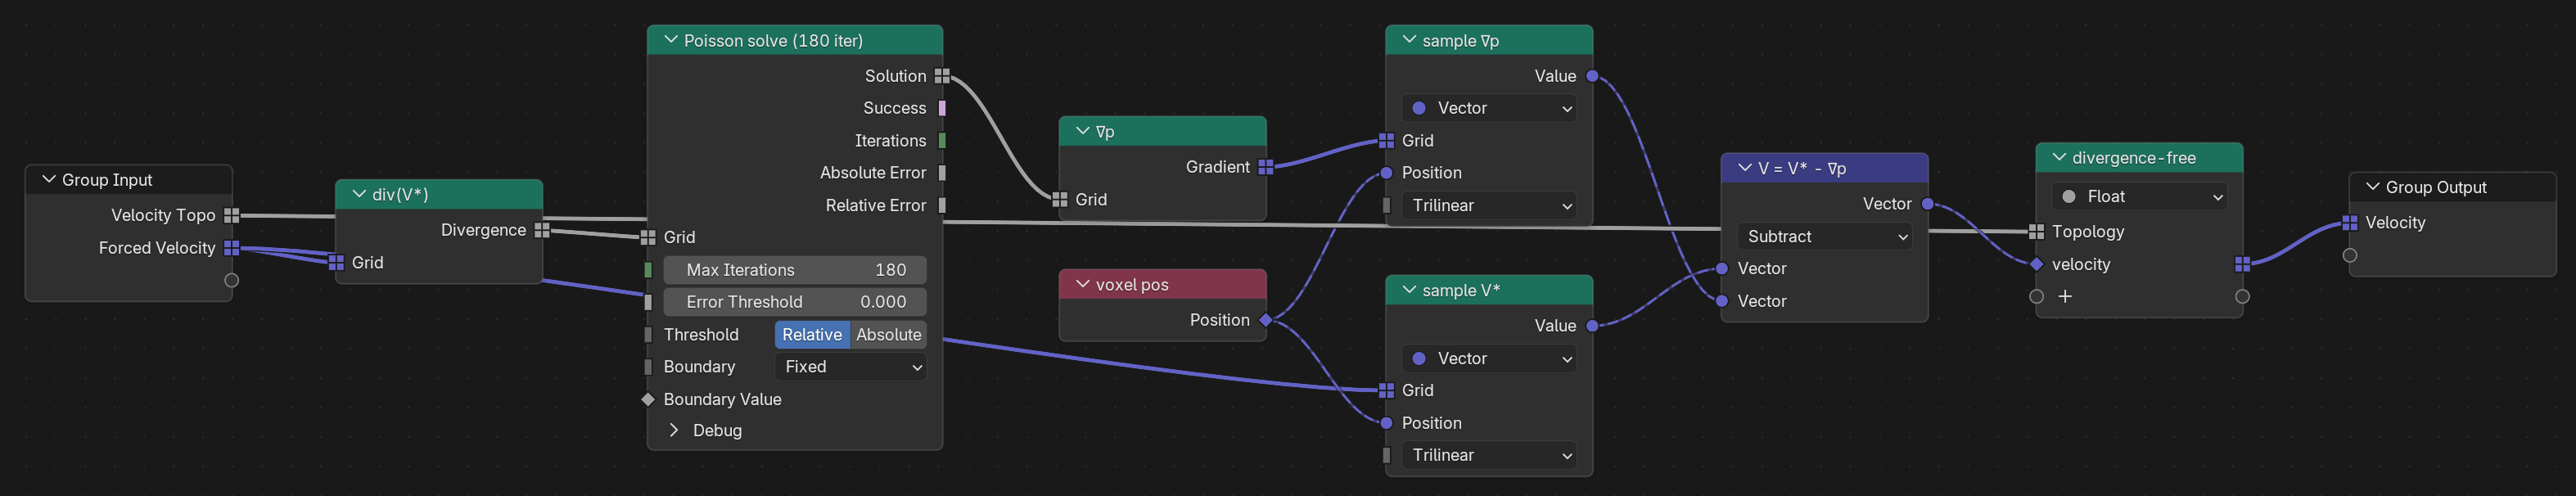 Group Input
Velocity Topo
Forced Velocity
div(V*)
Divergence
Grid
Poisson solve (180 iter)
Solution
Success
Iterations
Absolute Error
Relative Error
Grid
Max Iterations 180
Error Threshold 0.000
Threshold Relative Absolute
Boundary Fixed
Boundary Value
Debug
∇p
Gradient
Grid
voxel pos
Position
sample ∇p
Value
Vector
Grid
Position
Trilinear
sample V*
Value
Vector
Grid
Position
Trilinear
V = V* - ∇p
Vector
Subtract
Vector
Vector
divergence-free
Float
Topology
velocity
+
Group Output
Velocity